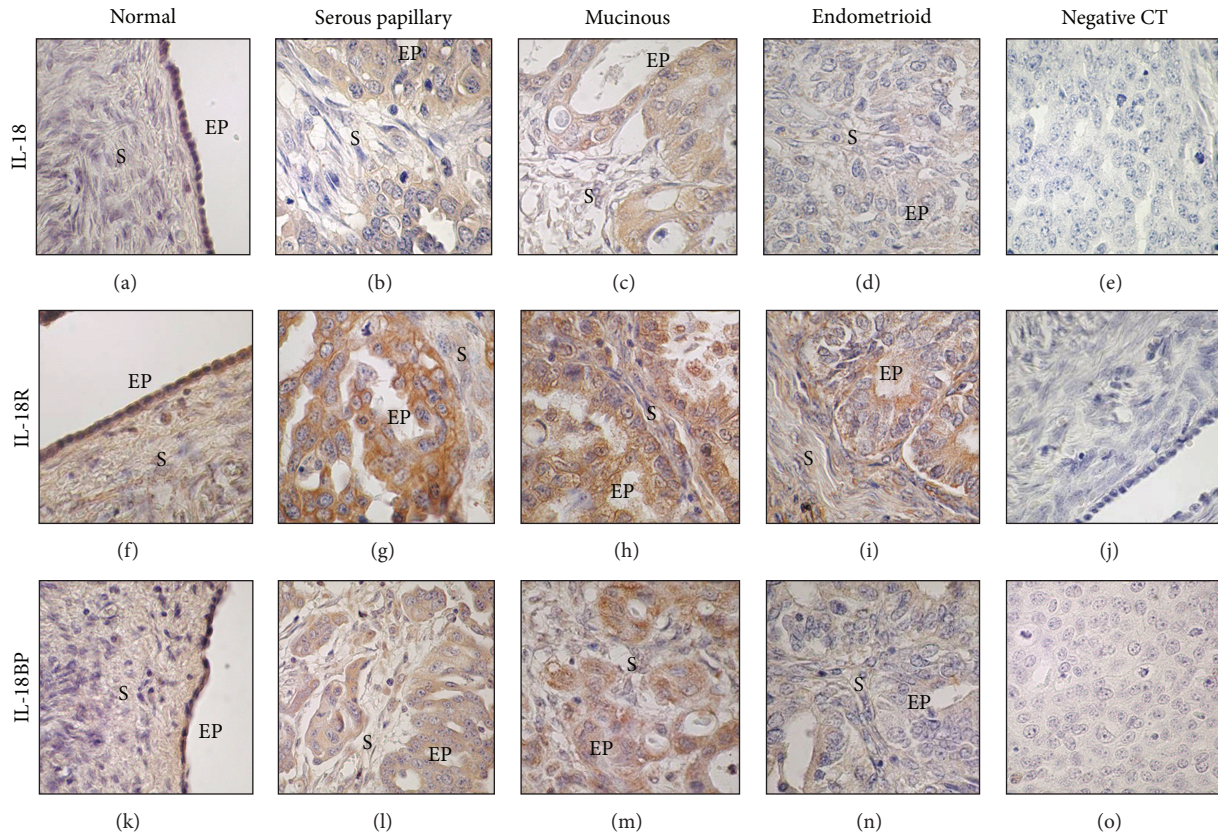 Normal Serous papillary Mucinous Endometrioid Negative CT
IL-18
S EP
EP S
EP S
S EP
(a) (b) (c) (d) (e)
IL-18R
EP S
S EP
S EP
EP S
(f) (g) (h) (i) (j)
IL-18BP
S EP
S EP
S EP
S EP
(k) (l) (m) (n) (o)